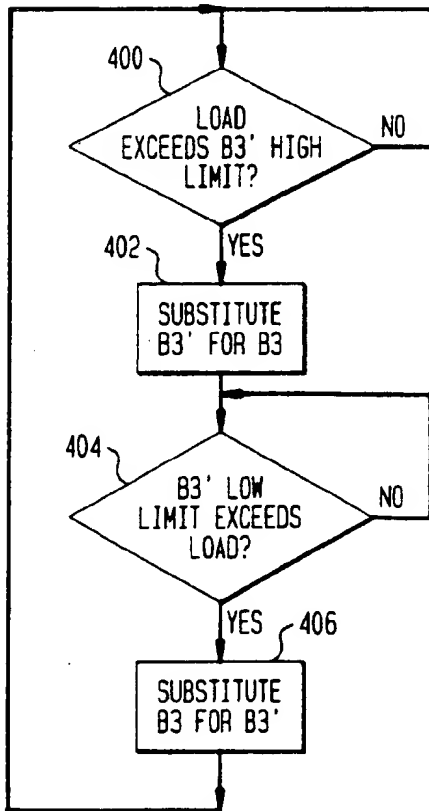 400
LOAD
EXCEEDS B3' HIGH
LIMIT?
NO
YES
402
SUBSTITUTE
B3' FOR B3
404
B3' LOW
LIMIT EXCEEDS
LOAD?
NO
YES
406
SUBSTITUTE
B3 FOR B3'